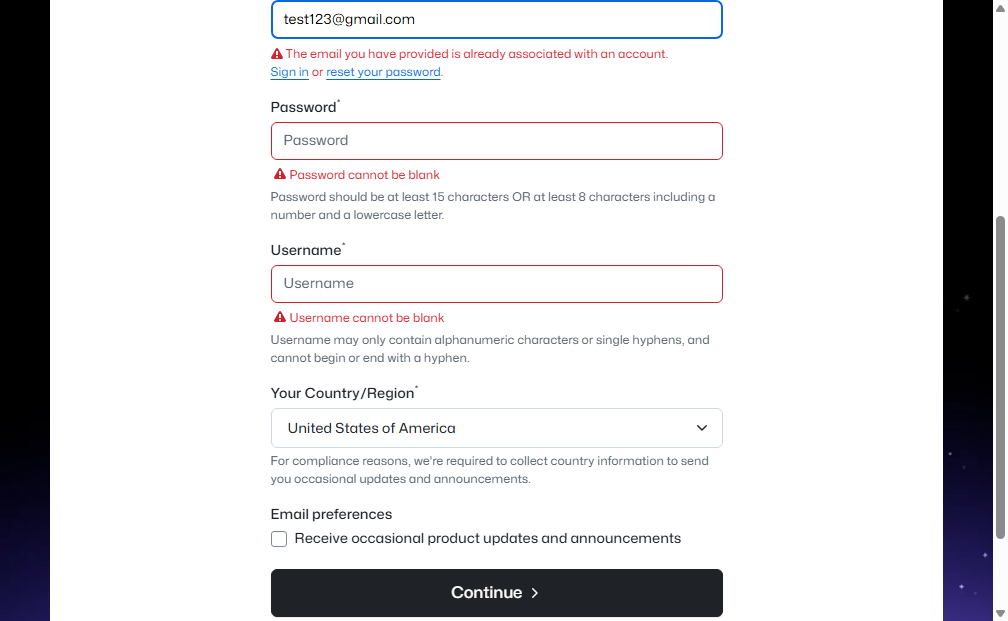 test123@gmail.com
The email you have provided is already associated with an account.
Sign in or reset your password.
Password*
Password
Password cannot be blank
Password should be at least 15 characters OR at least 8 characters including a
number and a lowercase letter.
Username*
Username
Username cannot be blank
Username may only contain alphanumeric characters or single hyphens, and
cannot begin or end with a hyphen.
Your Country/Region*
United States of America
For compliance reasons, we're required to collect country information to send
you occasional updates and announcements.
Email preferences
Receive occasional product updates and announcements
Continue